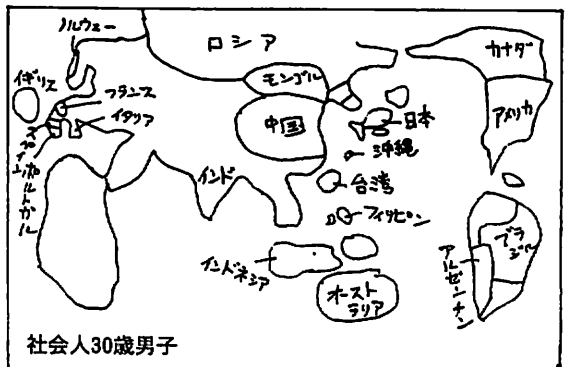 ノルウェー
ロシア
カナダ
イギリス
フランス
イタリア
スペイン
ポルトガル
モンゴル
中国
日本
アメリカ
沖縄
インド
台湾
フィリピン
インドネシア
オースト
ラリア
ブラジル
アルゼンチン
社会人30歳男子